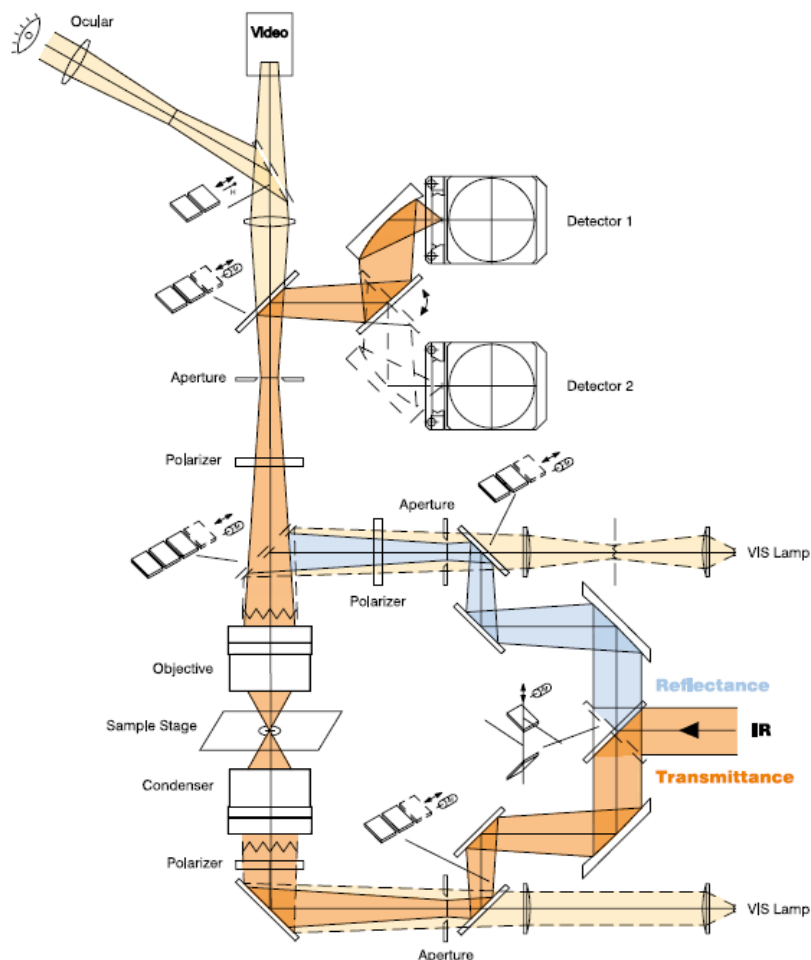 Ocular
Video
Detector 1
Aperture
Detector 2
Polarizer
Aperture
VIS Lamp
Polarizer
Objective
Reflectance
Sample Stage
IR
Condenser
Transmittance
Polarizer
VIS Lamp
Aperture